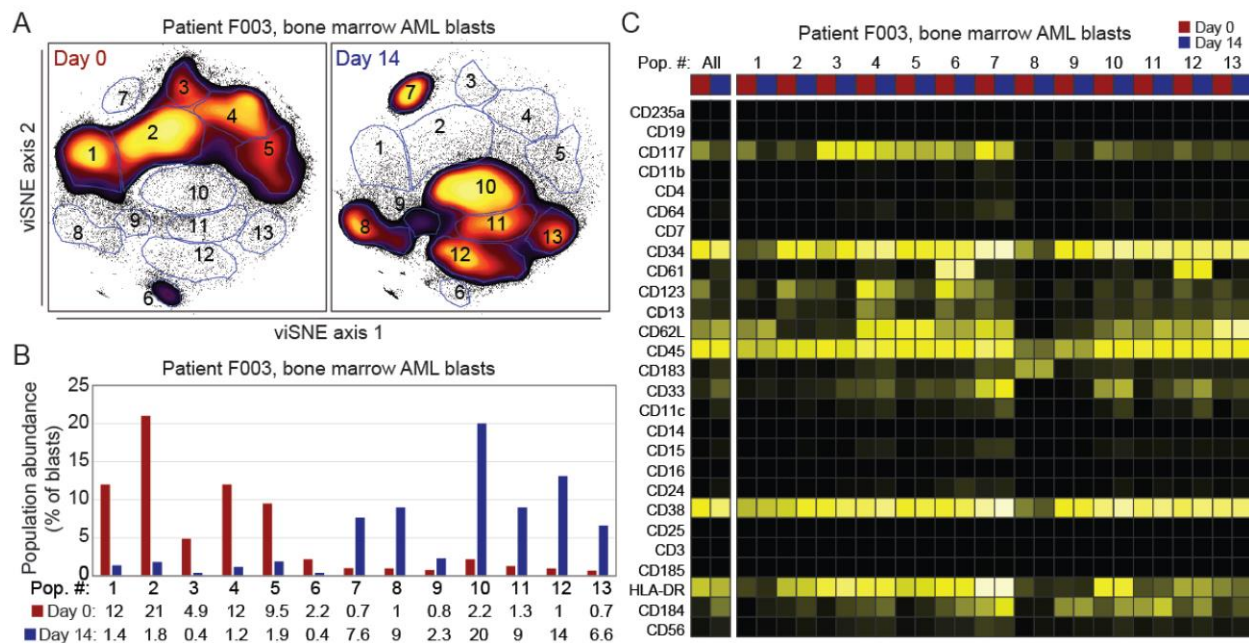 A
Patient F003, bone marrow AML blasts
Day 0
Day 14
1
2
3
4
5
6
7
8
9
10
11
12
13
1
2
3
4
5
6
7
8
9
10
11
12
13
viSNE axis 2
viSNE axis 1
B
Patient F003, bone marrow AML blasts
Population abundance
(% of blasts)
25
20
15
10
5
0
Pop. #: 1 2 3 4 5 6 7 8 9 10 11 12 13
Day 0: 12 21 4.9 12 9.5 2.2 0.7 1 0.8 2.2 1.3 1 0.7
Day 14: 1.4 1.8 0.4 1.2 1.9 0.4 7.6 9 2.3 20 9 14 6.6
C
Day 0
Day 14
Patient F003, bone marrow AML blasts
Pop. #: All 1 2 3 4 5 6 7 8 9 10 11 12 13
CD235a
CD19
CD117
CD11b
CD4
CD64
CD7
CD34
CD61
CD123
CD13
CD62L
CD45
CD183
CD33
CD11c
CD14
CD15
CD16
CD24
CD38
CD25
CD3
CD185
HLA-DR
CD184
CD56